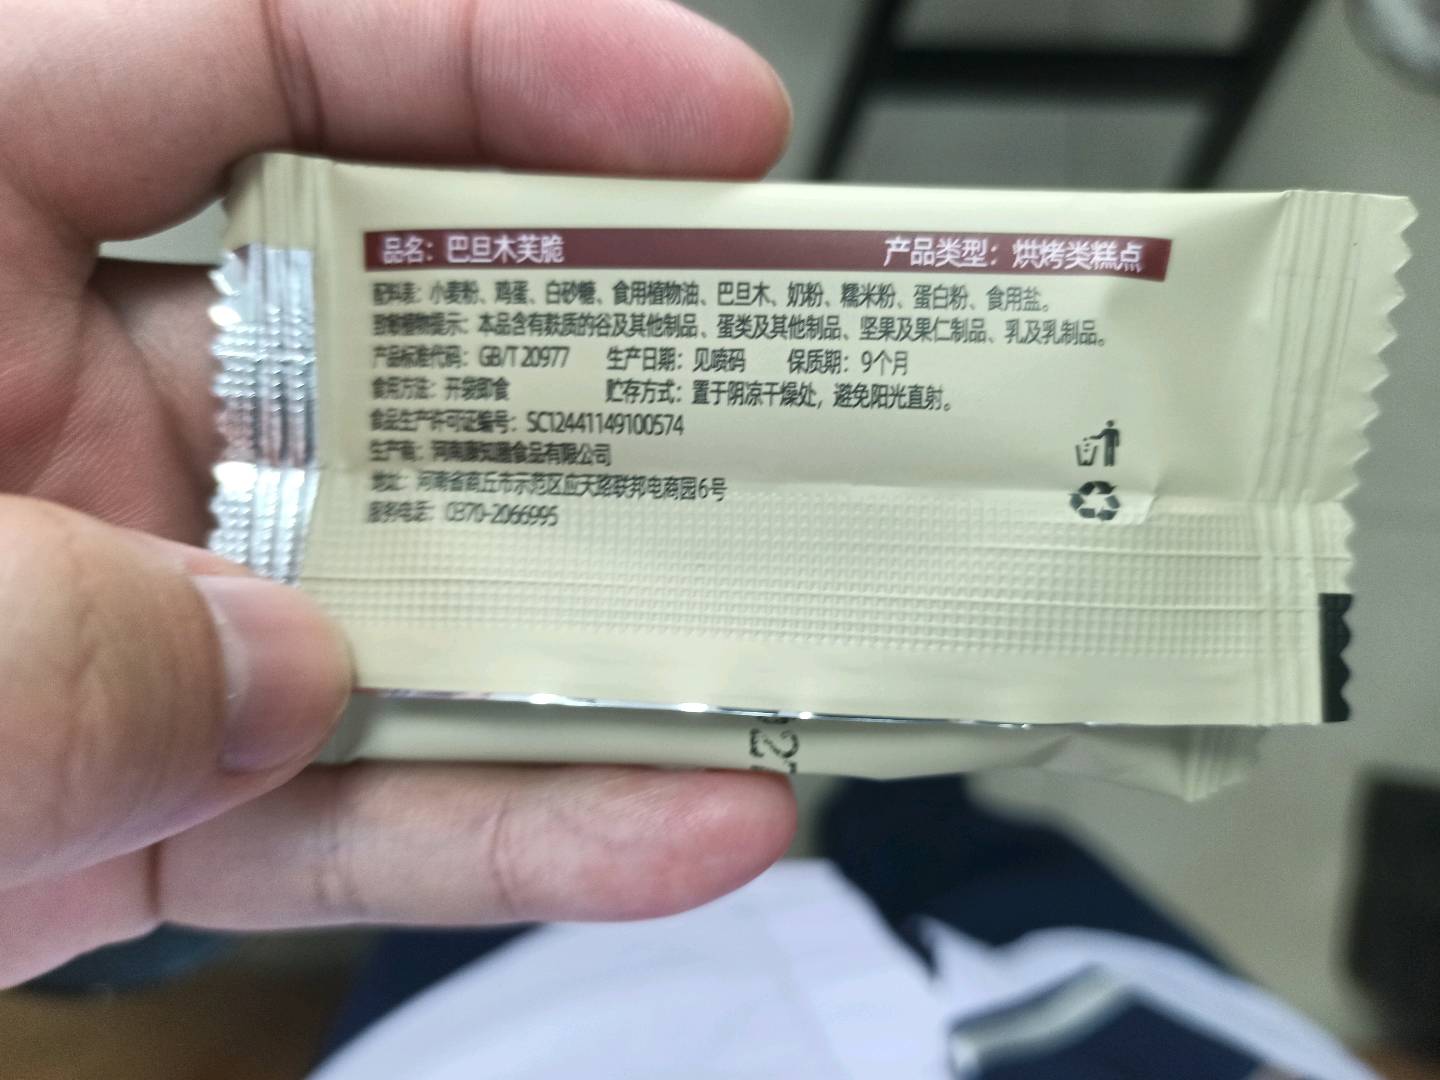 品名：巴旦木芙脆 产品类型：烘烤类糕点
配料表：小麦粉、鸡蛋、白砂糖、食用植物油、巴旦木、奶粉、糯米粉、蛋白粉、食用盐。
致敏植物提示：本品含有麸质的谷及其他制品、蛋类及其他制品、坚果及果仁制品、乳及乳制品。
产品标准代码：GB/T 20977 生产日期：见喷码 保质期：9个月
食用方法：开袋即食 贮存方式：置于阴凉干燥处，避免阳光直射。
食品生产许可证编号：SC12441149100574
生产商：河南康知食品有限公司
地址：河南省商丘市示范区应天路联邦电商园6号
服务电话：0370-2066995